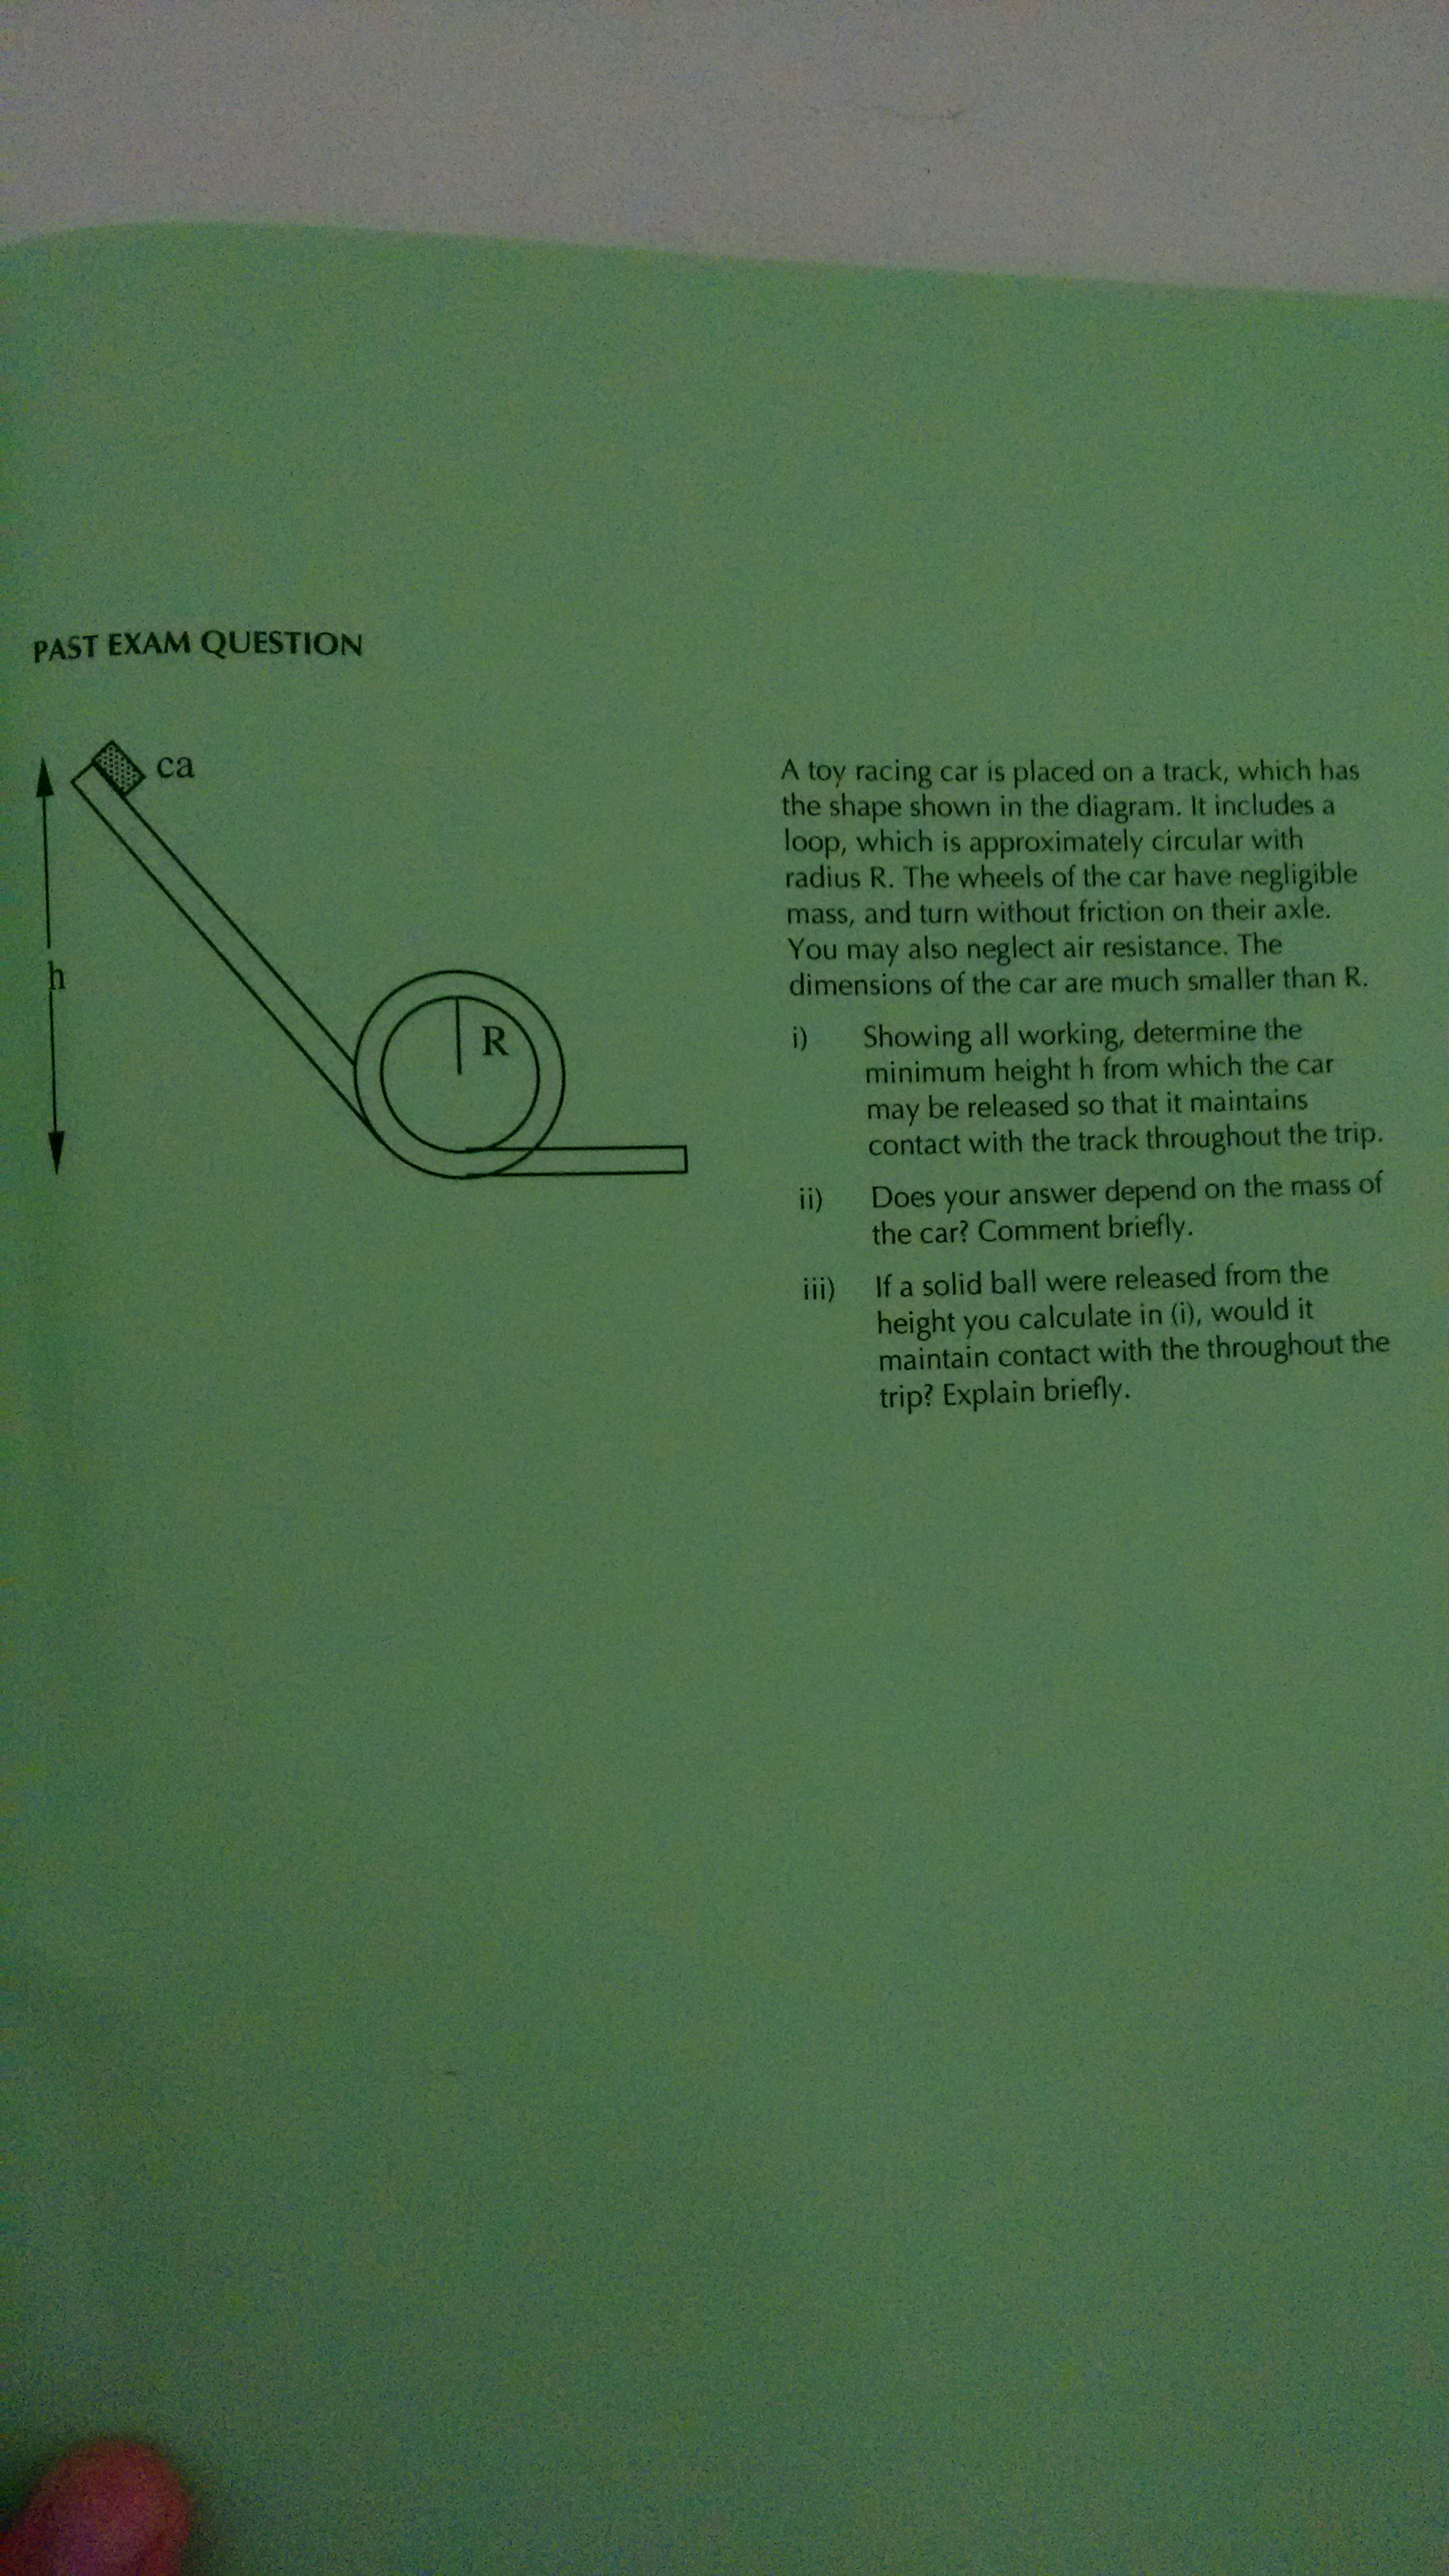 PAST EXAM QUESTION
ca
h
R
A toy racing car is placed on a track, which has
the shape shown in the diagram. It includes a
loop, which is approximately circular with
radius R. The wheels of the car have negligible
mass, and turn without friction on their axle.
You may also neglect air resistance. The
dimensions of the car are much smaller than R.
i) Showing all working, determine the
minimum height h from which the car
may be released so that it maintains
contact with the track throughout the trip.
ii) Does your answer depend on the mass of
the car? Comment briefly.
iii) If a solid ball were released from the
height you calculate in (i), would it
maintain contact with the throughout the
trip? Explain briefly.